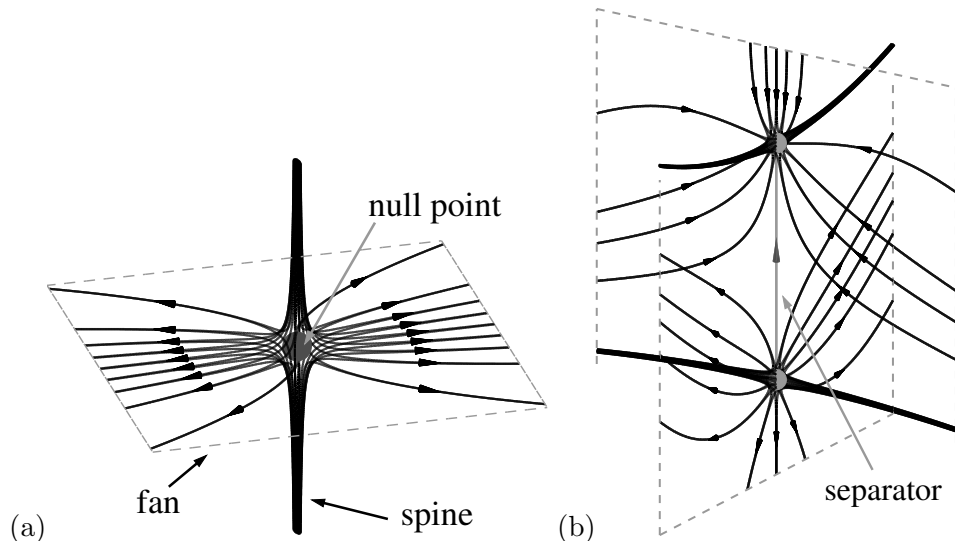 null point
fan
spine
(a)
separator
(b)